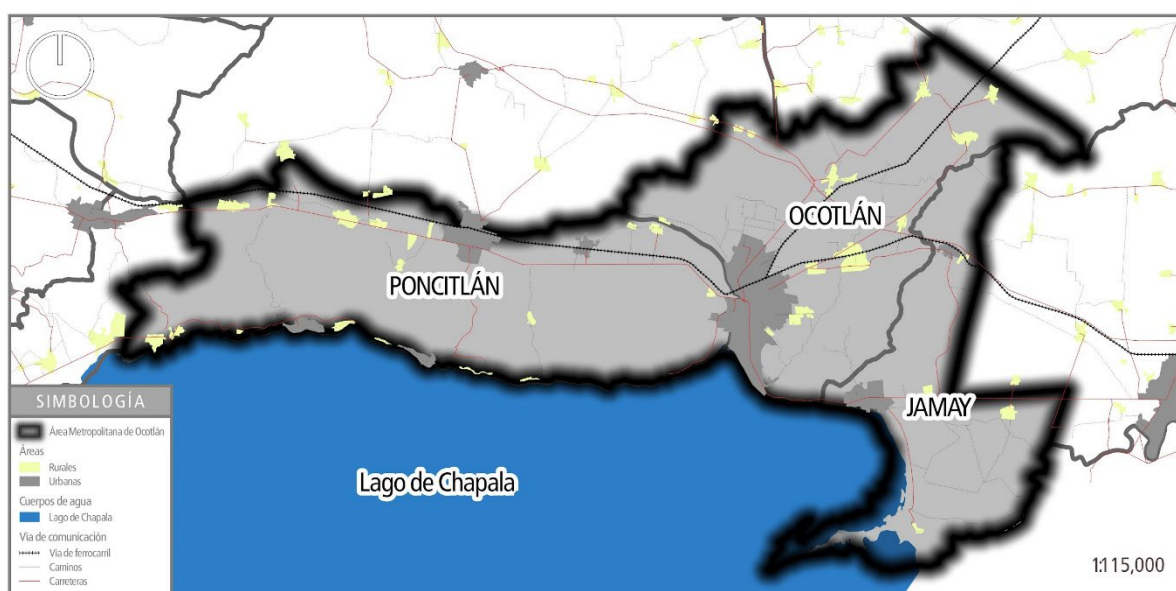 OCOTLÁN
PONCITLÁN
JAMAY
Lago de Chapala
SIMBOLOGÍA
Área Metropolitana de Ocotlán
Áreas
Rurales
Urbanas
Cuerpos de agua
Lago de Chapala
Vía de comunicación
Vía de ferrocarril
Caminos
Carreteras
1:115,000